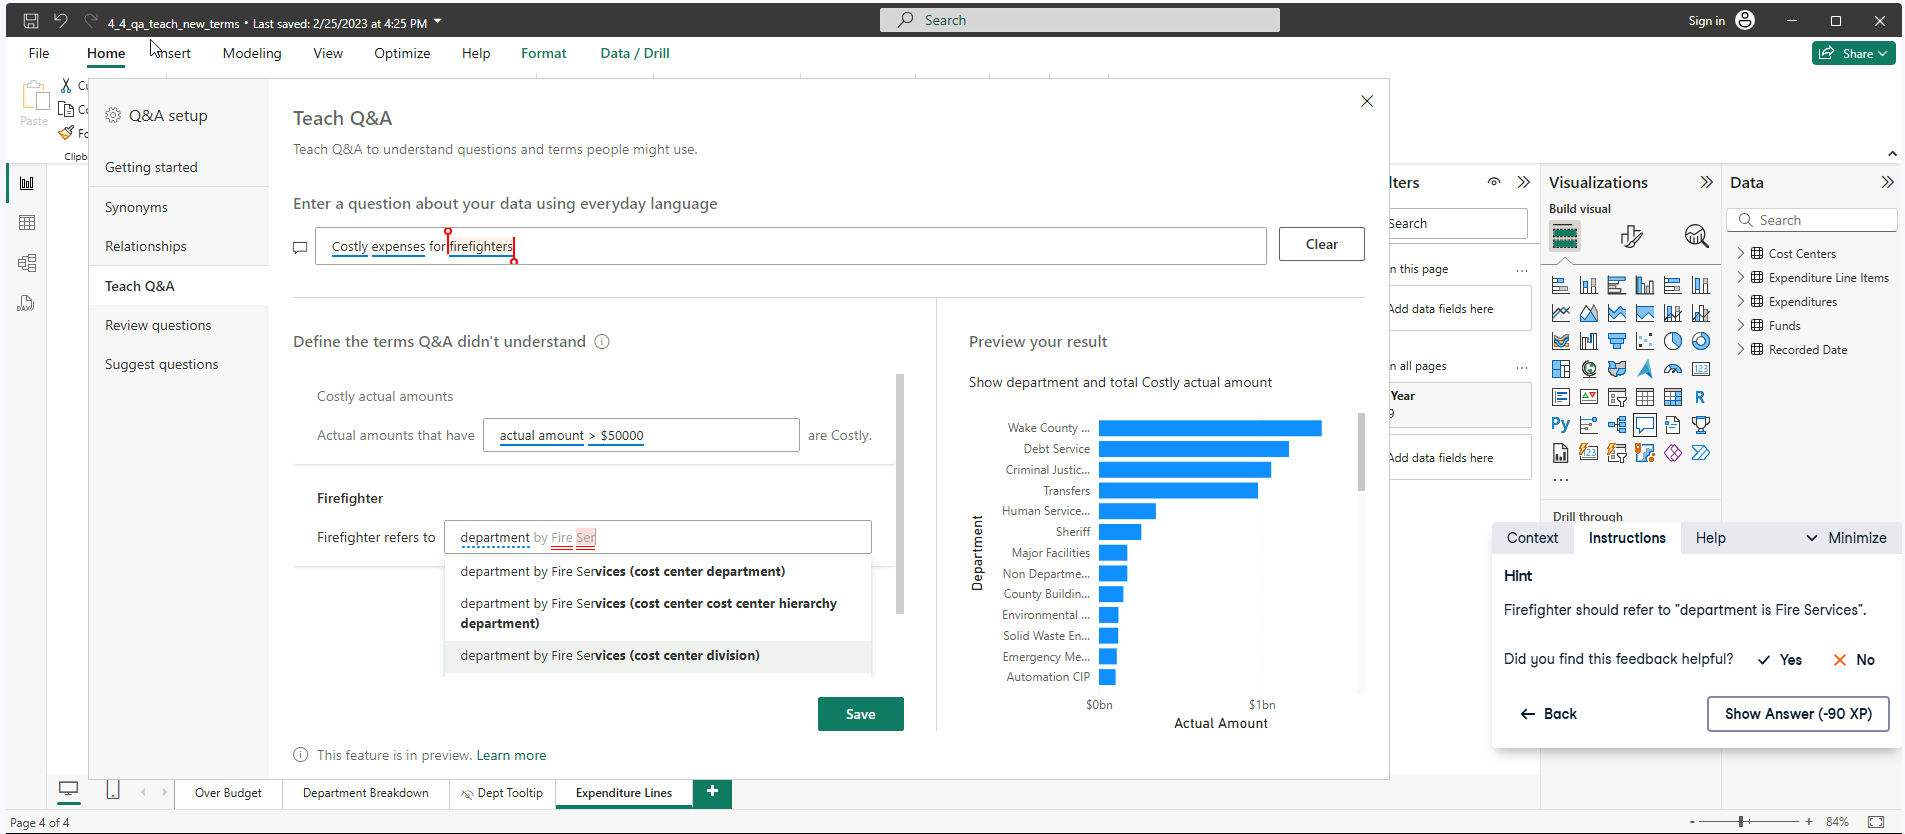 4_4_qa_teach_new_terms • Last saved: 2/25/2023 at 4:25 PM
Search
Sign in
File
Home
Insert
Modeling
View
Optimize
Help
Format
Data / Drill
Share
Paste
Cu
Co
Fo
Clipb
Q&A setup
Getting started
Synonyms
Relationships
Teach Q&A
Review questions
Suggest questions
Teach Q&A
Teach Q&A to understand questions and terms people might use.
Enter a question about your data using everyday language
Costly expenses for firefighters
Clear
Define the terms Q&A didn't understand
Costly actual amounts
Actual amounts that have
actual amount > $50000
are Costly.
Firefighter
Firefighter refers to
department by Fire Ser
department by Fire Services (cost center department)
department by Fire Services (cost center cost center hierarchy
department)
department by Fire Services (cost center division)
Save
This feature is in preview. Learn more
Preview your result
Show department and total Costly actual amount
Department
Wake County ...
Debt Service
Criminal Justic...
Transfers
Human Service...
Sheriff
Major Facilities
Non Departme...
County Buildin...
Environmental ...
Solid Waste En...
Emergency Me...
Automation CIP
$0bn
$1bn
Actual Amount
lters
Search
n this page
...
Add data fields here
n all pages
...
Year
9
Add data fields here
Visualizations
Build visual
123
R
Py
123
...
Drill through
Data
Search
Cost Centers
Expenditure Line Items
Expenditures
Funds
Recorded Date
DAX
Context
Instructions
Help
Minimize
Hint
Firefighter should refer to "department is Fire Services".
Did you find this feedback helpful?
Yes
No
Back
Show Answer (-90 XP)
Over Budget
Department Breakdown
Dept Tooltip
Expenditure Lines
+
Page 4 of 4
-
+
84%